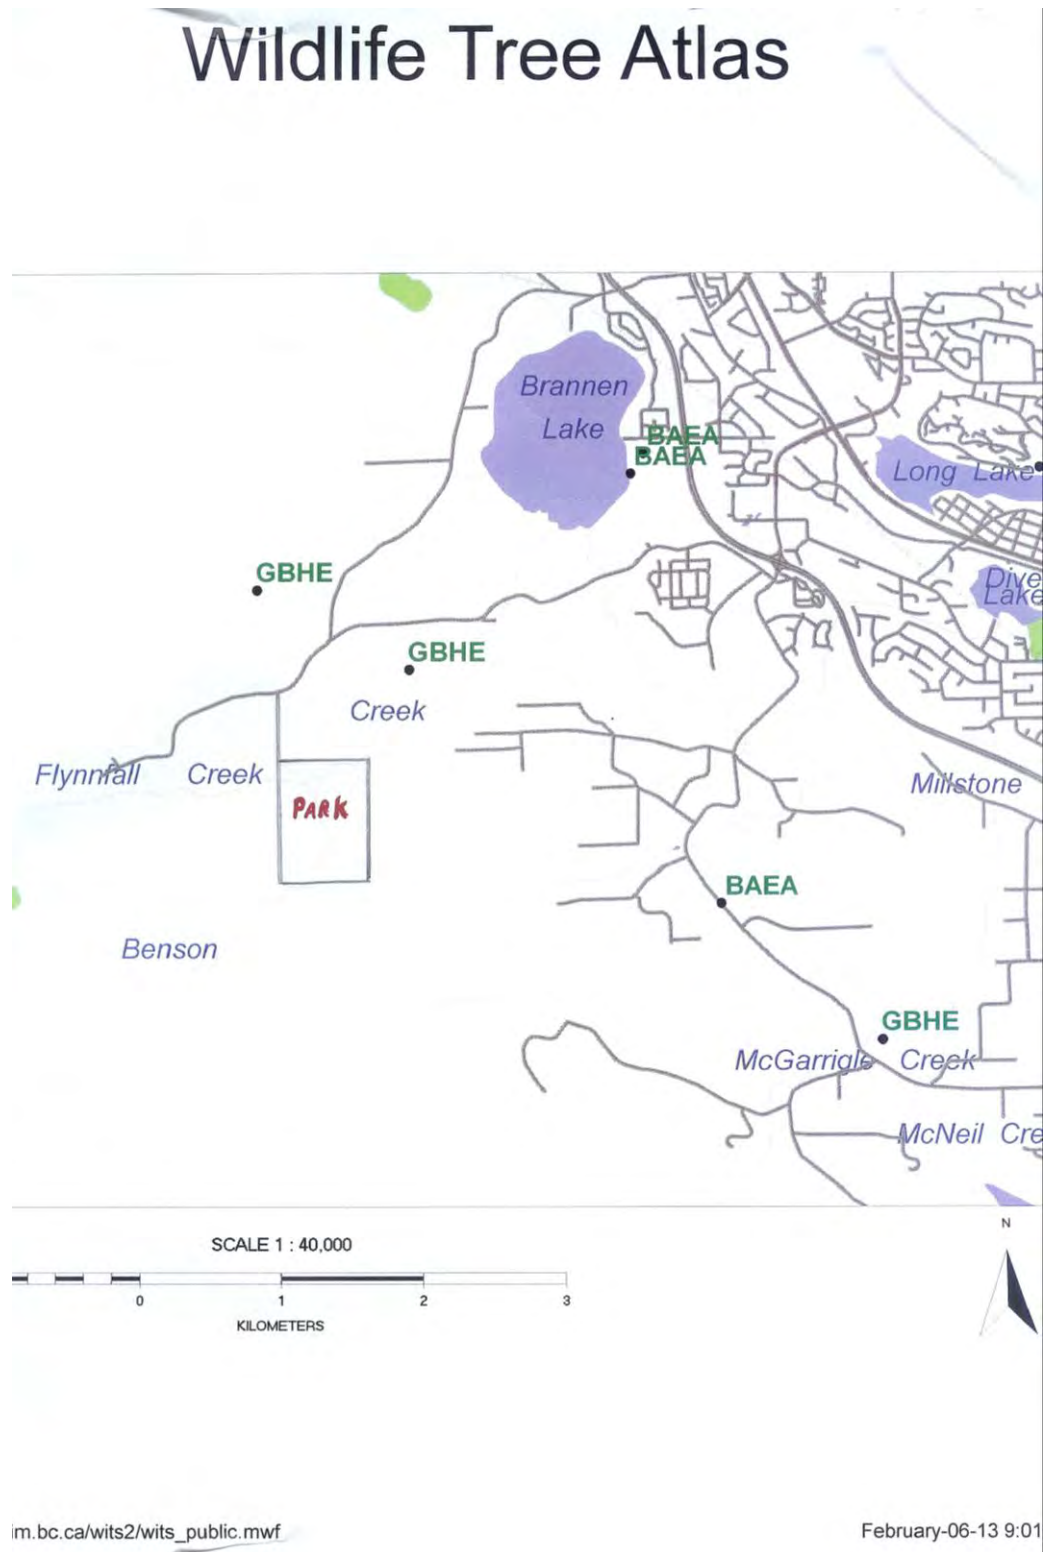 Wildlife Tree Atlas
Brannen
Lake
BAEA
BAEA
Long Lake
GBHE
Dive
Lake
GBHE
Creek
Flynnfall Creek
Millstone
PARK
BAEA
Benson
GBHE
McGarrigle Creek
McNeil Cre
N
SCALE 1 : 40,000
0 1 2 3
KILOMETERS
im.bc.ca/wits2/wits_public.mwf
February-06-13 9:01